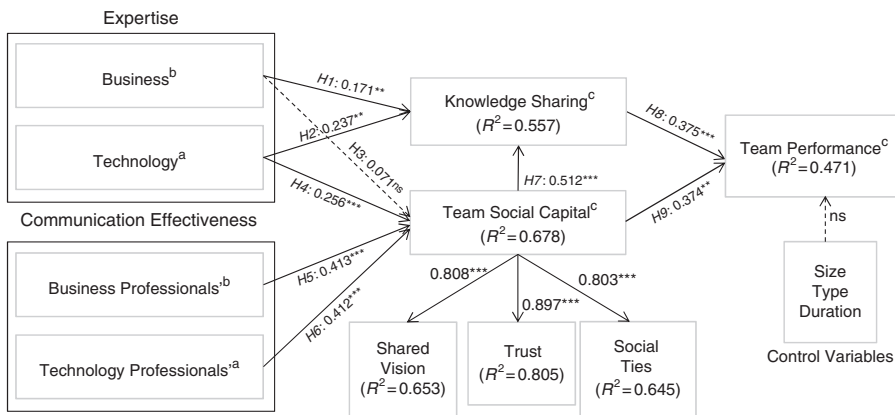 Expertise
Business^b
Technology^a
Communication Effectiveness
Business Professionals'^b
Technology Professionals'^a
H1: 0.171**
H2: 0.237**
H3: 0.071^ns
H4: 0.256***
H5: 0.413***
H6: 0.412***
Knowledge Sharing^c
(R²=0.557)
H7: 0.512***
Team Social Capital^c
(R²=0.678)
H8: 0.375***
H9: 0.374**
Team Performance^c
(R²=0.471)
ns
Size
Type
Duration
Control Variables
0.808***
0.897***
0.803***
Shared
Vision
(R²=0.653)
Trust
(R²=0.805)
Social
Ties
(R²=0.645)